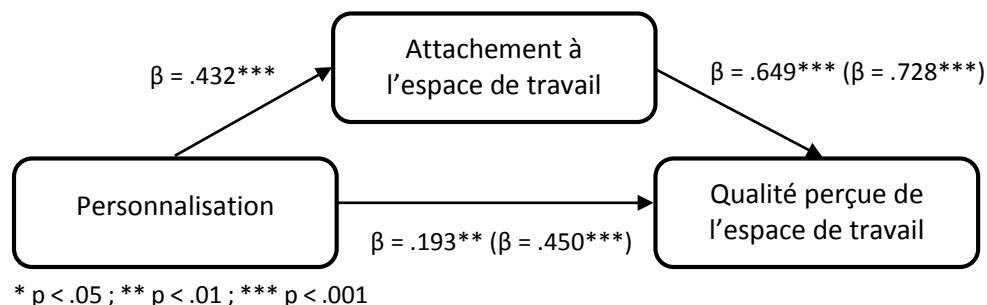 Attachement à
l’espace de travail
β = .432***
β = .649*** (β = .728***)
Personnalisation
Qualité perçue de
l’espace de travail
β = .193** (β = .450***)
* p < .05 ; ** p < .01 ; *** p < .001